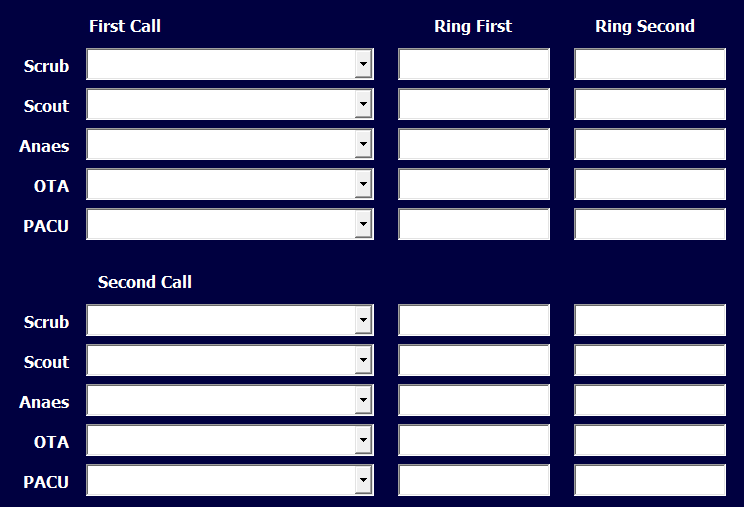 First Call Ring First Ring Second
Scrub
Scout
Anaes
OTA
PACU
Second Call
Scrub
Scout
Anaes
OTA
PACU